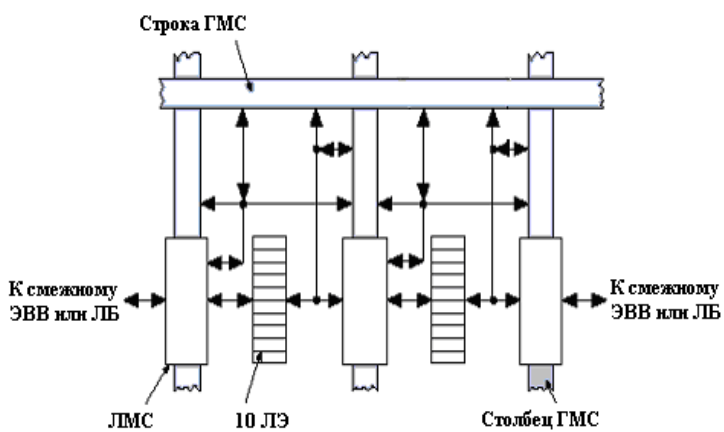 Строка ГМС
К смежному
ЭВВ или ЛБ
К смежному
ЭВВ или ЛБ
ЛМС
10 ЛЭ
Столбец ГМС